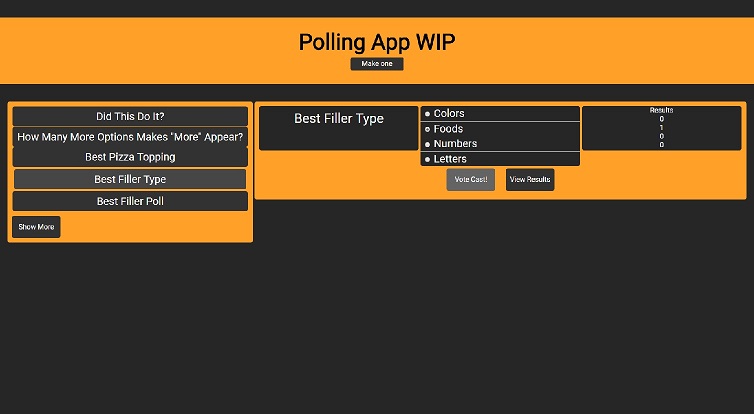 Polling App WIP
Make one
Did This Do It?
How Many More Options Makes "More" Appear?
Best Pizza Topping
Best Filler Type
Best Filler Poll
Show More
Best Filler Type
Colors
Foods
Numbers
Letters
Vote Cast!
View Results
Results
0
1
0
0